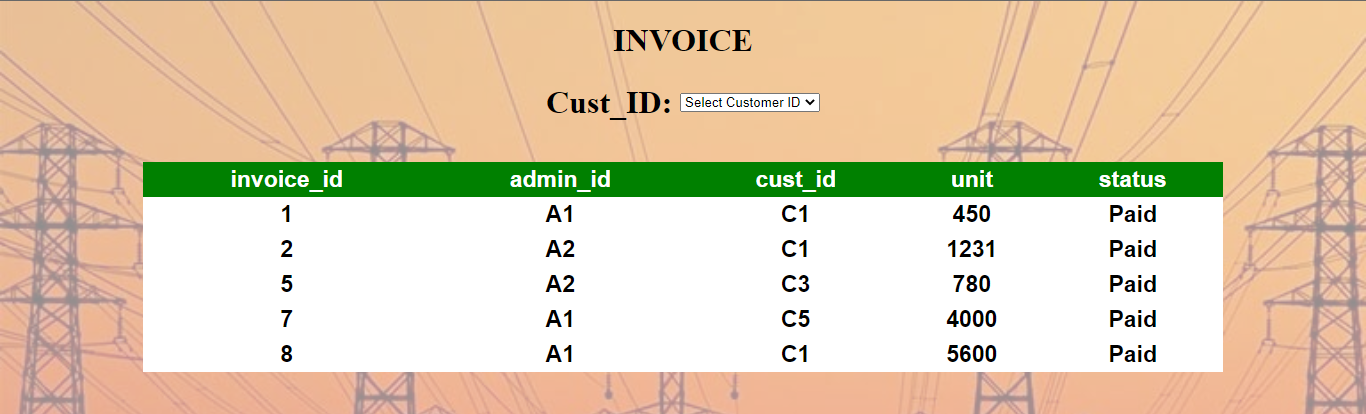 INVOICE
Cust_ID: Select Customer ID
invoice_id admin_id cust_id unit status
1 A1 C1 450 Paid
2 A2 C1 1231 Paid
5 A2 C3 780 Paid
7 A1 C5 4000 Paid
8 A1 C1 5600 Paid